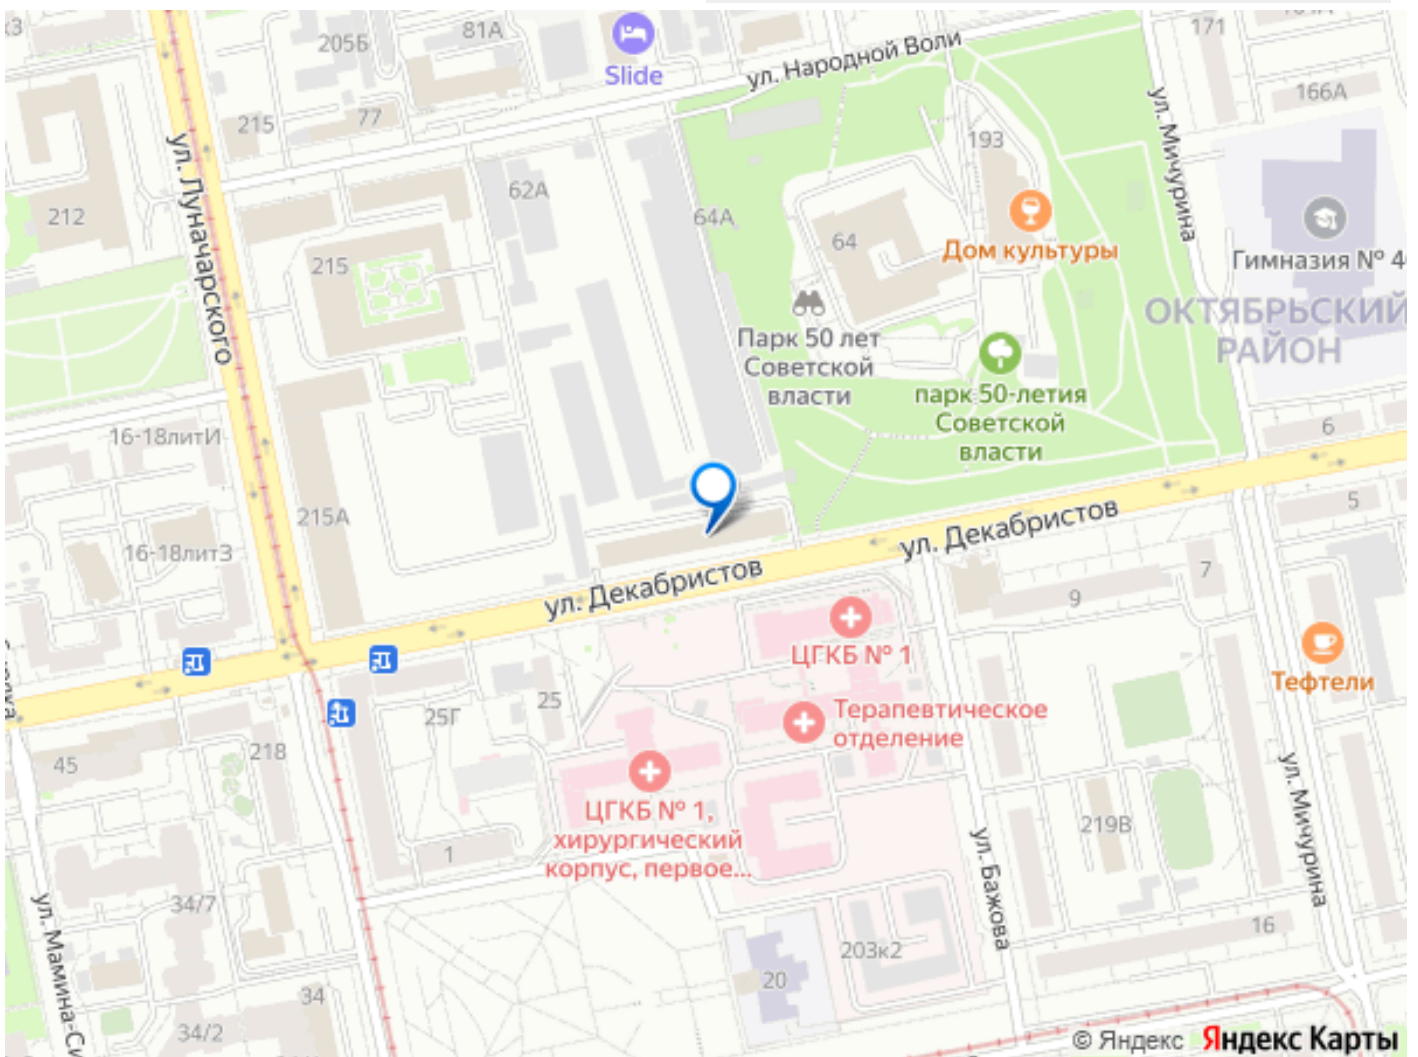 205Б
81А
Slide
ул. Народной Воли
171
166А
215
77
193
ул. Луначарского
212
62А
64А
64
Дом культуры
ул. Мичурина
Гимназия № 4
ОКТЯБРЬСКИЙ
РАЙОН
215
Парк 50 лет
Советской
власти
парк 50-летия
Советской
власти
16-18литИ
6
5
215А
16-18литЗ
ул. Декабристов
ул. Декабристов
7
9
ЦГКБ № 1
Тефтели
25
25Г
Терапевтическое
отделение
218
45
ЦГКБ № 1,
хирургический
корпус, первое...
1
219В
ул. Мичурина
ул. Бажова
34/7
ул. Мамина-Си
203к2
16
20
34
34/2
© Яндекс Яндекс Карты